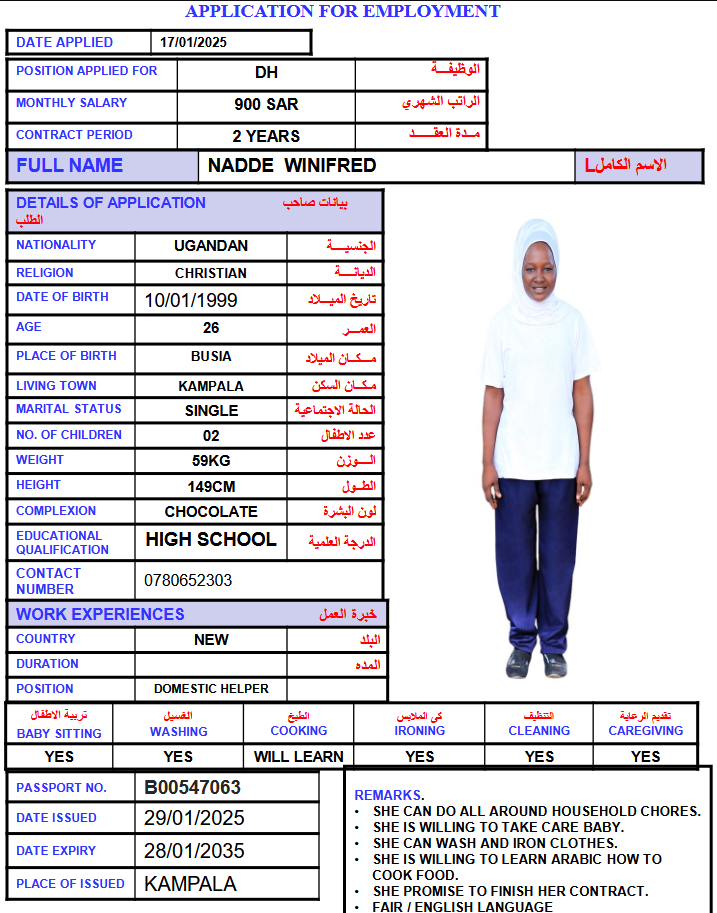 APPLICATION FOR EMPLOYMENT
DATE APPLIED 17/01/2025
POSITION APPLIED FOR DH الوظيفـــة
MONTHLY SALARY 900 SAR الراتب الشهري
CONTRACT PERIOD 2 YEARS مــدة العقـــد
FULL NAME NADDE WINIFRED الاسم الكاملL
DETAILS OF APPLICATION بيانات صاحب
الطلب
NATIONALITY UGANDAN الجنسيـــة
RELIGION CHRISTIAN الديانـــة
DATE OF BIRTH 10/01/1999 تاريخ الميـــلاد
AGE 26 العمــر
PLACE OF BIRTH BUSIA مـــكـان الميلاد
LIVING TOWN KAMPALA مكــان السكن
MARITAL STATUS SINGLE الحالة الاجتماعية
NO. OF CHILDREN 02 عدد الاطفال
WEIGHT 59KG الــــوزن
HEIGHT 149CM الطــول
COMPLEXION CHOCOLATE لون البشرة
EDUCATIONAL QUALIFICATION HIGH SCHOOL الدرجة العلمية
CONTACT NUMBER 0780652303
WORK EXPERIENCES خبرة العمل
COUNTRY NEW البلد
DURATION المده
POSITION DOMESTIC HELPER
تربية الاطفال الغسيل الطبخ كى الملابس التنظيف تقديم الرعاية
BABY SITTING WASHING COOKING IRONING CLEANING CAREGIVING
YES YES WILL LEARN YES YES YES
PASSPORT NO. B00547063
DATE ISSUED 29/01/2025
DATE EXPIRY 28/01/2035
PLACE OF ISSUED KAMPALA
REMARKS.
• SHE CAN DO ALL AROUND HOUSEHOLD CHORES.
• SHE IS WILLING TO TAKE CARE BABY.
• SHE CAN WASH AND IRON CLOTHES.
• SHE IS WILLING TO LEARN ARABIC HOW TO
COOK FOOD.
• SHE PROMISE TO FINISH HER CONTRACT.
• FAIR / ENGLISH LANGUAGE